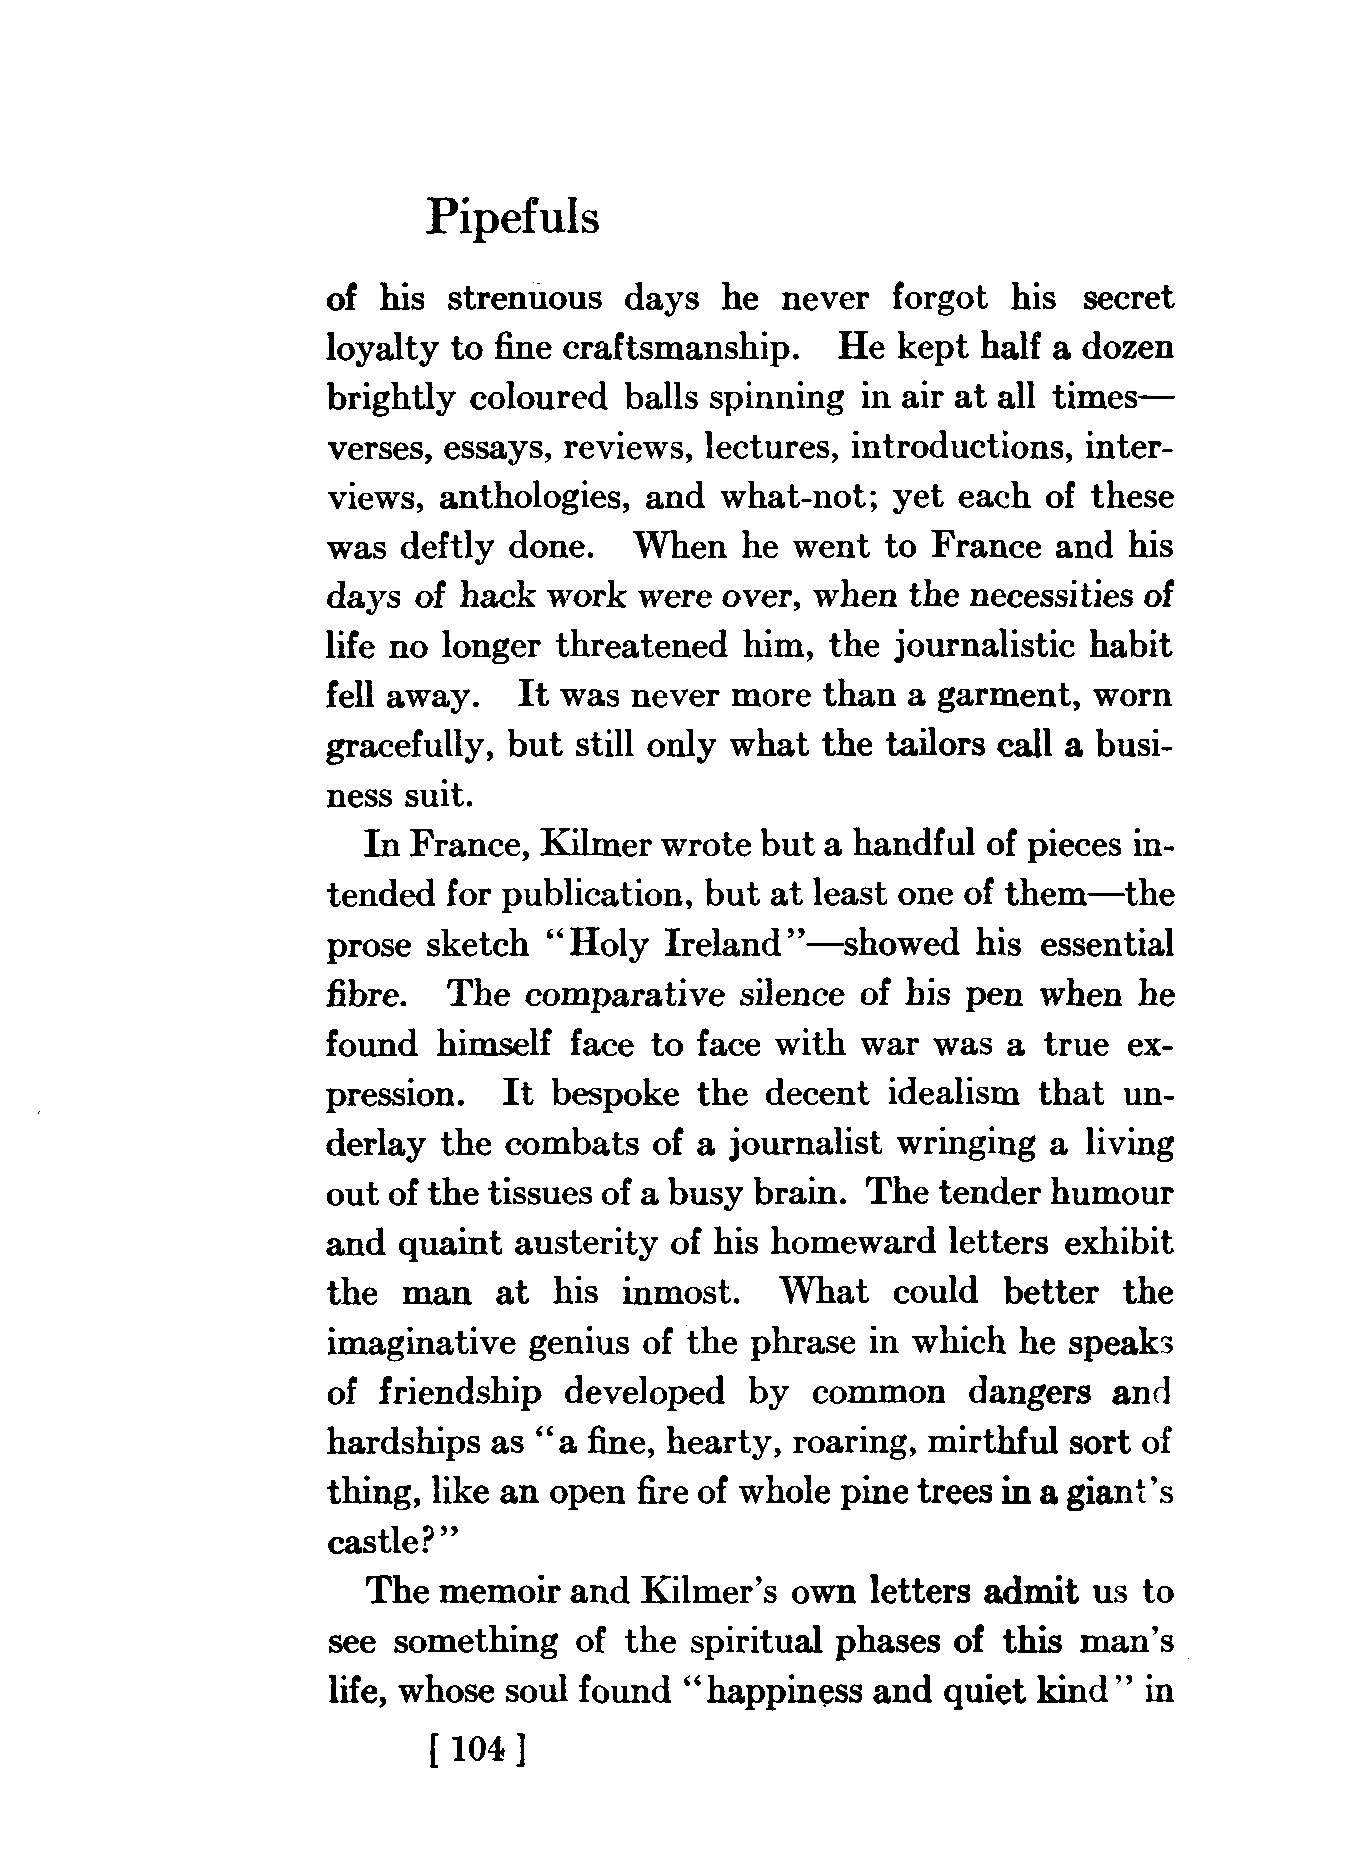 Pipefuls
of his strenuous days he never forgot his secret
loyalty to fine craftsmanship. He kept half a dozen
brightly coloured balls spinning in air at all times—
verses, essays, reviews, lectures, introductions, inter-
views, anthologies, and what-not; yet each of these
was deftly done. When he went to France and his
days of hack work were over, when the necessities of
life no longer threatened him, the journalistic habit
fell away. It was never more than a garment, worn
gracefully, but still only what the tailors call a busi-
ness suit.
In France, Kilmer wrote but a handful of pieces in-
tended for publication, but at least one of them—the
prose sketch "Holy Ireland"—showed his essential
fibre. The comparative silence of his pen when he
found himself face to face with war was a true ex-
pression. It bespoke the decent idealism that un-
derlay the combats of a journalist wringing a living
out of the tissues of a busy brain. The tender humour
and quaint austerity of his homeward letters exhibit
the man at his inmost. What could better the
imaginative genius of the phrase in which he speaks
of friendship developed by common dangers and
hardships as "a fine, hearty, roaring, mirthful sort of
thing, like an open fire of whole pine trees in a giant's
castle?"
The memoir and Kilmer's own letters admit us to
see something of the spiritual phases of this man's
life, whose soul found "happiness and quiet kind" in
[ 104 ]